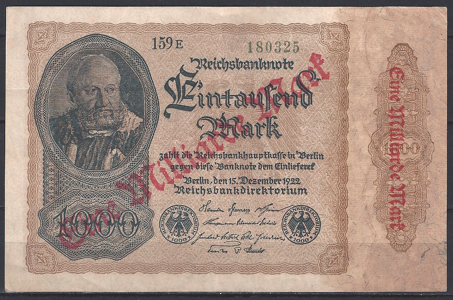 159E 180325
Reichsbanknote
Eintausend
Mark
zahlt die Reichsbankhauptkasse in Berlin
gegen diese Banknote dem Einlieferer
Berlin, den 15. Dezember 1922
Reichsbankdirektorium
1000
Eine Milliarde Mark
Eine Milliarde Mark